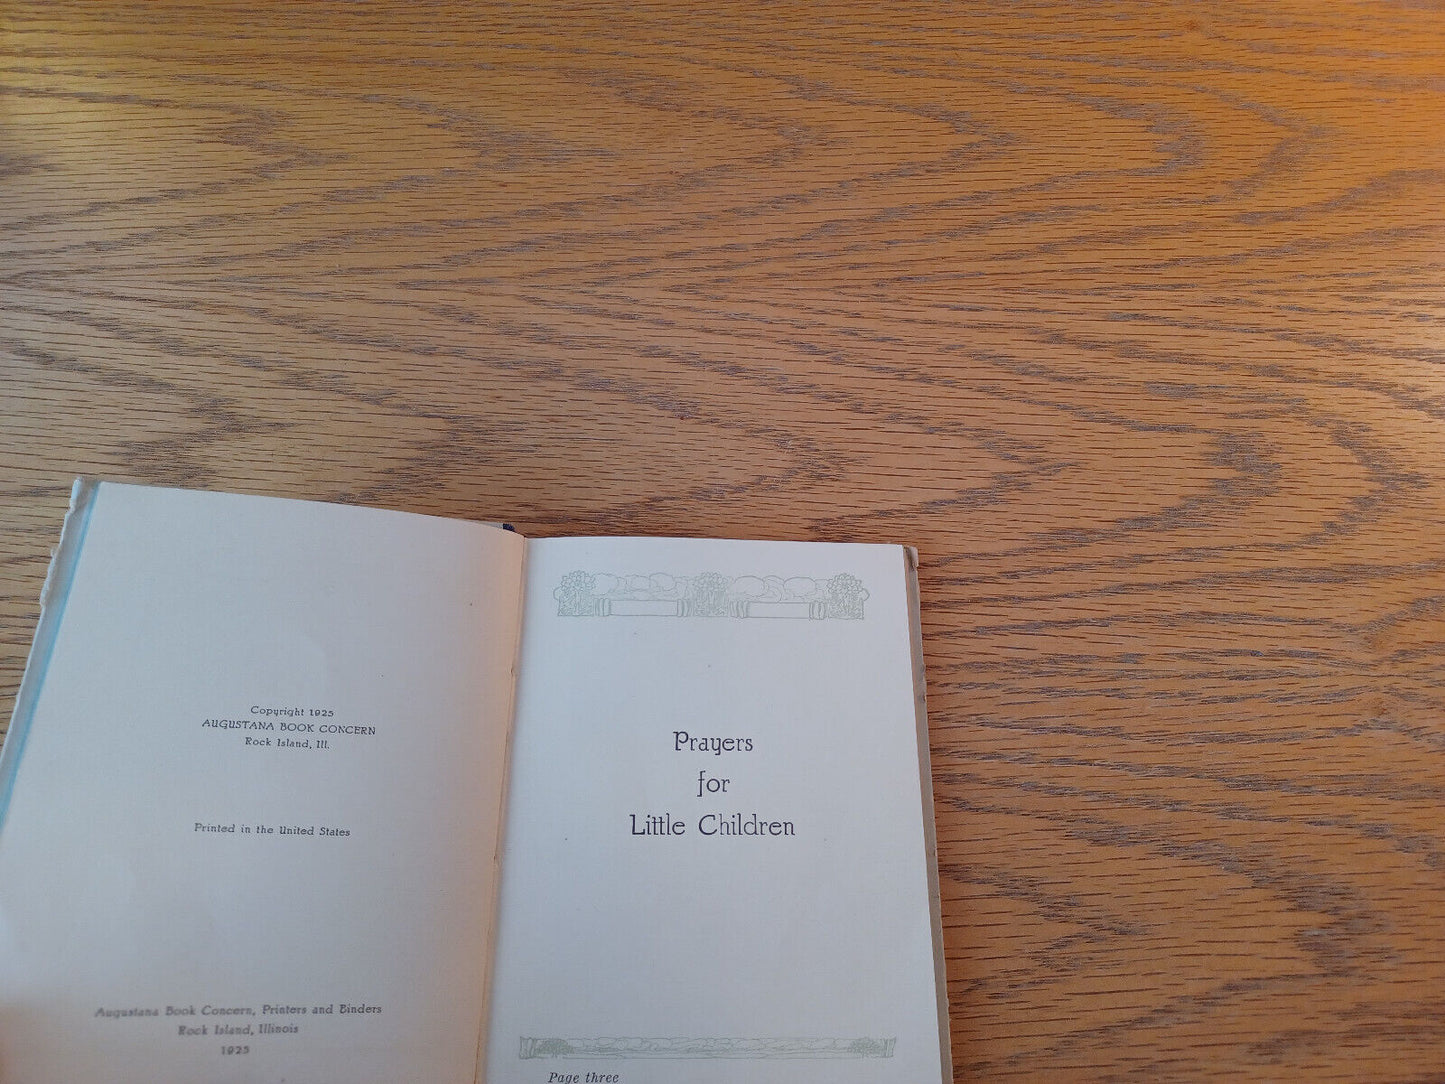 Copyright 1925
AUGUSTANA BOOK CONCERN
Rock Island, Ill.
Printed in the United States
Augustana Book Concern, Printers and Binders
Rock Island, Illinois
1925
Prayers
for
Little Children
Page three